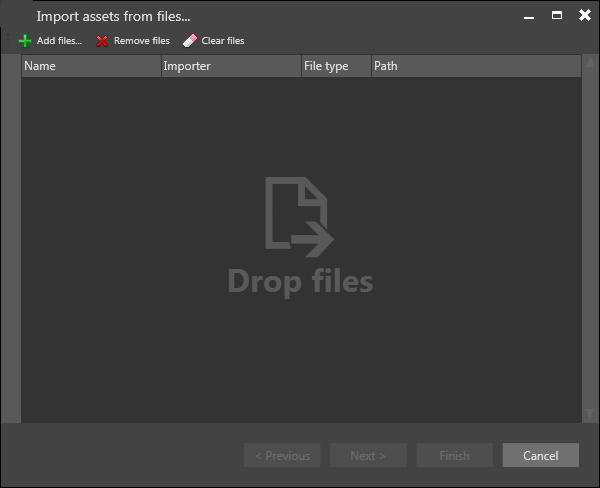 Import assets from files...
Add files... Remove files Clear files
Name Importer File type Path
Drop files
< Previous Next > Finish Cancel